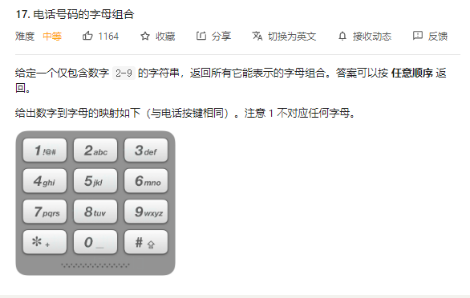 17. 电话号码的字母组合
难度 中等 1164 收藏 分享 切换为英文 接收动态 反馈
给定一个仅包含数字 2-9 的字符串，返回所有它能表示的字母组合。答案可以按 任意顺序 返
回。
给出数字到字母的映射如下（与电话按键相同）。注意 1 不对应任何字母。
1 !@# 2 abc 3 def
4 ghi 5 jkl 6 mno
7 pqrs 8 tuv 9 wxyz
* + 0 _ #